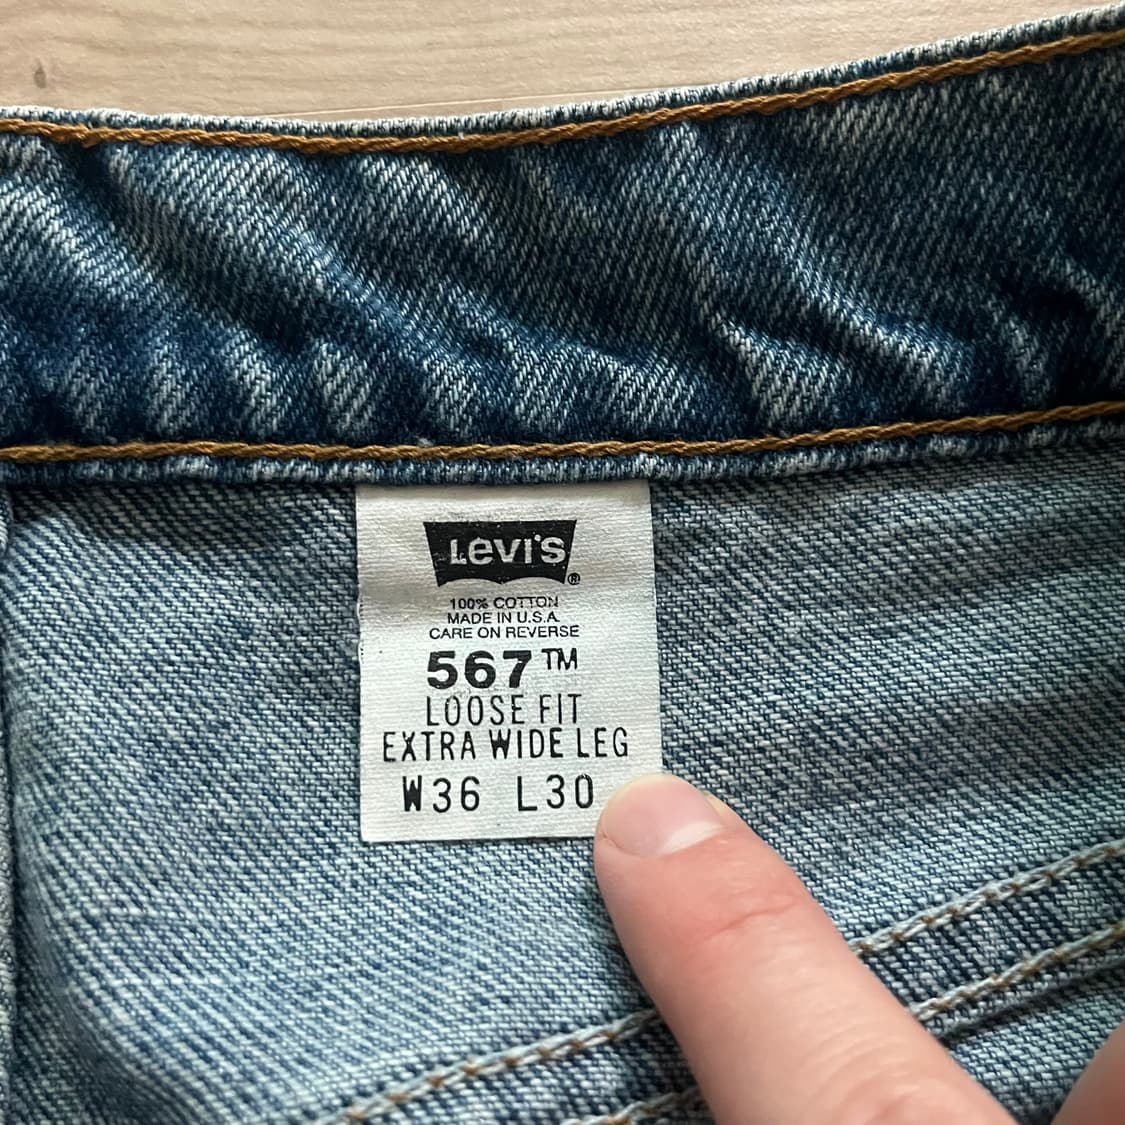 LEVI'S ®
100% COTTON
MADE IN U.S.A.
CARE ON REVERSE
567™
LOOSE FIT
EXTRA WIDE LEG
W36 L30